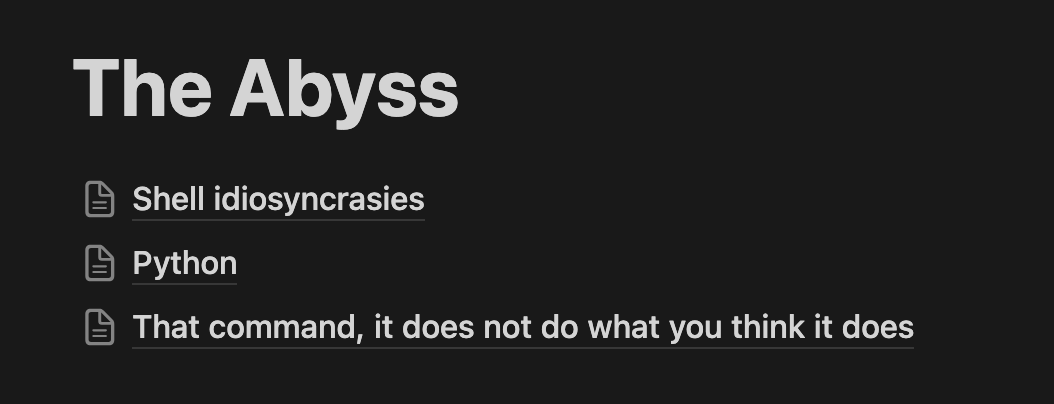 The Abyss
Shell idiosyncrasies
Python
That command, it does not do what you think it does